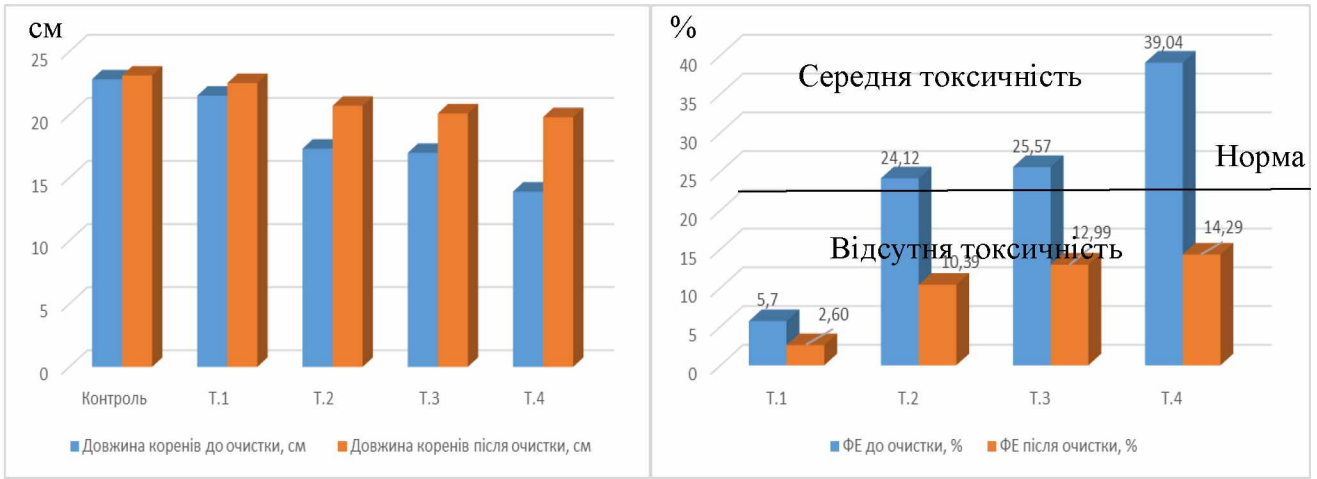 см
25
20
15
10
5
0
Контроль
Т.1
Т.2
Т.3
Т.4
Довжина коренів до очистки, см
Довжина коренів після очистки, см
%
40
35
30
25
20
15
10
5
0
Середня токсичність
Норма
Відсутня токсичність
5,7
2,60
24,12
10,39
25,57
12,99
39,04
14,29
Т.1
Т.2
Т.3
Т.4
ФЕ до очистки, %
ФЕ після очистки, %